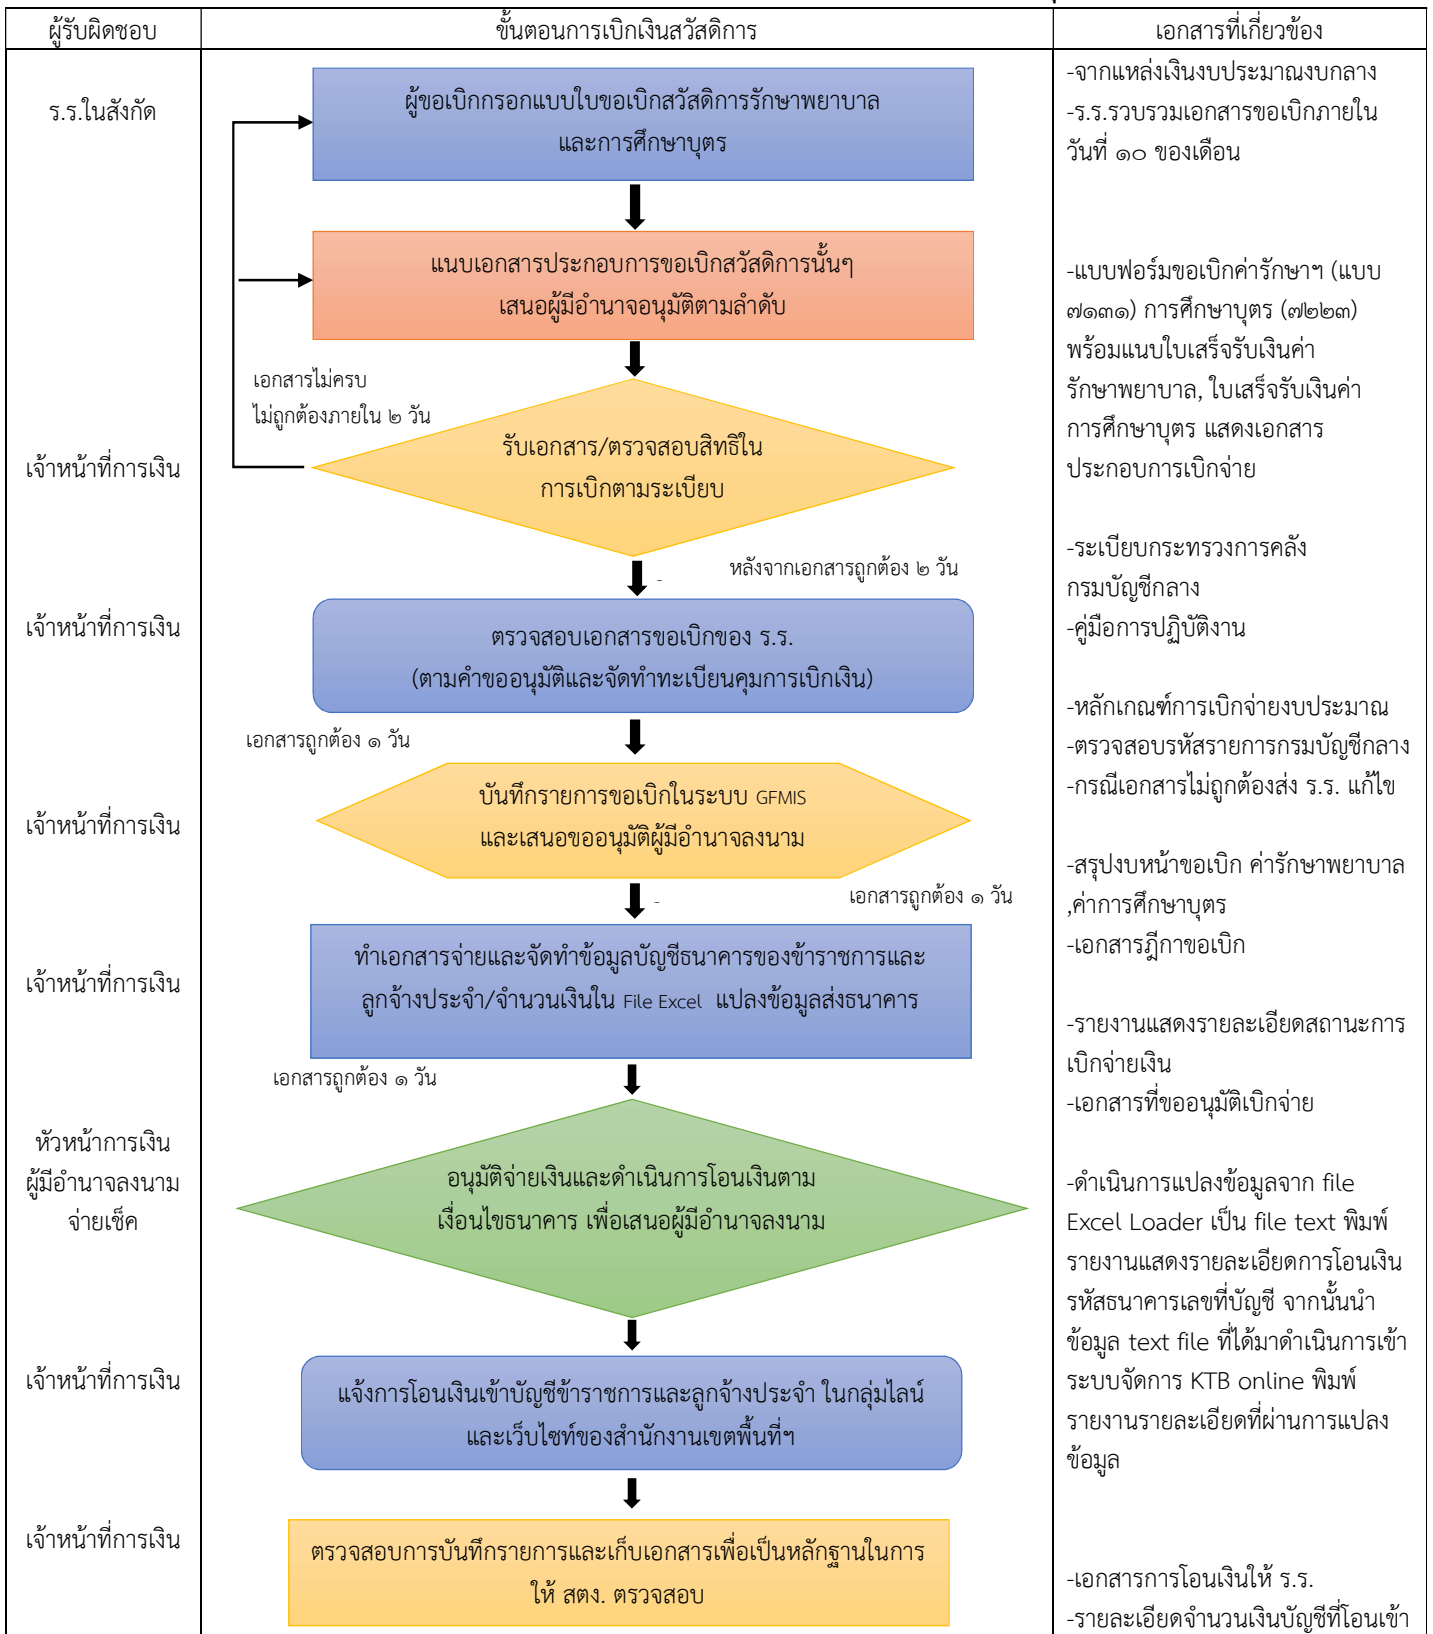 ผู้รับผิดชอบ
ขั้นตอนการเบิกเงินสวัสดิการ
เอกสารที่เกี่ยวข้อง
ร.ร.ในสังกัด
ผู้ขอเบิกกรอกแบบใบขอเบิกสวัสดิการรักษาพยาบาล
และการศึกษาบุตร
-จากแหล่งเงินงบประมาณงบกลาง
-ร.ร.รวบรวมเอกสารขอเบิกภายใน
วันที่ ๑๐ ของเดือน
แนบเอกสารประกอบการขอเบิกสวัสดิการนั้นๆ
เสนอผู้มีอำนาจอนุมัติตามลำดับ
-แบบฟอร์มขอเบิกค่ารักษาฯ (แบบ
๗๑๓๑) การศึกษาบุตร (๗๒๒๓)
พร้อมแนบใบเสร็จรับเงินค่า
รักษาพยาบาล, ใบเสร็จรับเงินค่า
การศึกษาบุตร แสดงเอกสาร
ประกอบการเบิกจ่าย
เอกสารไม่ครบ
ไม่ถูกต้องภายใน ๒ วัน
เจ้าหน้าที่การเงิน
รับเอกสาร/ตรวจสอบสิทธิใน
การเบิกตามระเบียบ
หลังจากเอกสารถูกต้อง ๒ วัน
-ระเบียบกระทรวงการคลัง
กรมบัญชีกลาง
-คู่มือการปฏิบัติงาน
เจ้าหน้าที่การเงิน
ตรวจสอบเอกสารขอเบิกของ ร.ร.
(ตามคำขออนุมัติและจัดทำทะเบียนคุมการเบิกเงิน)
เอกสารถูกต้อง ๑ วัน
-หลักเกณฑ์การเบิกจ่ายงบประมาณ
-ตรวจสอบรหัสรายการกรมบัญชีกลาง
-กรณีเอกสารไม่ถูกต้องส่ง ร.ร. แก้ไข
เจ้าหน้าที่การเงิน
บันทึกรายการขอเบิกในระบบ GFMIS
และเสนอขออนุมัติผู้มีอำนาจลงนาม
เอกสารถูกต้อง ๑ วัน
-สรุปงบหน้าขอเบิก ค่ารักษาพยาบาล
,ค่าการศึกษาบุตร
-เอกสารฎีกาขอเบิก
เจ้าหน้าที่การเงิน
ทำเอกสารจ่ายและจัดทำข้อมูลบัญชีธนาคารของข้าราชการและ
ลูกจ้างประจำ/จำนวนเงินใน File Excel แปลงข้อมูลส่งธนาคาร
เอกสารถูกต้อง ๑ วัน
-รายงานแสดงรายละเอียดสถานะการ
เบิกจ่ายเงิน
-เอกสารที่ขออนุมัติเบิกจ่าย
หัวหน้าการเงิน
ผู้มีอำนาจลงนาม
จ่ายเช็ค
อนุมัติจ่ายเงินและดำเนินการโอนเงินตาม
เงื่อนไขธนาคาร เพื่อเสนอผู้มีอำนาจลงนาม
-ดำเนินการแปลงข้อมูลจาก file
Excel Loader เป็น file text พิมพ์
รายงานแสดงรายละเอียดการโอนเงิน
รหัสธนาคารเลขที่บัญชี จากนั้นนำ
ข้อมูล text file ที่ได้มาดำเนินการเข้า
ระบบจัดการ KTB online พิมพ์
รายงานรายละเอียดที่ผ่านการแปลง
ข้อมูล
เจ้าหน้าที่การเงิน
แจ้งการโอนเงินเข้าบัญชีข้าราชการและลูกจ้างประจำ ในกลุ่มไลน์
และเว็บไซท์ของสำนักงานเขตพื้นที่ฯ
เจ้าหน้าที่การเงิน
ตรวจสอบการบันทึกรายการและเก็บเอกสารเพื่อเป็นหลักฐานในการ
ให้ สตง. ตรวจสอบ
-เอกสารการโอนเงินให้ ร.ร.
-รายละเอียดจำนวนเงินบัญชีที่โอนเข้า